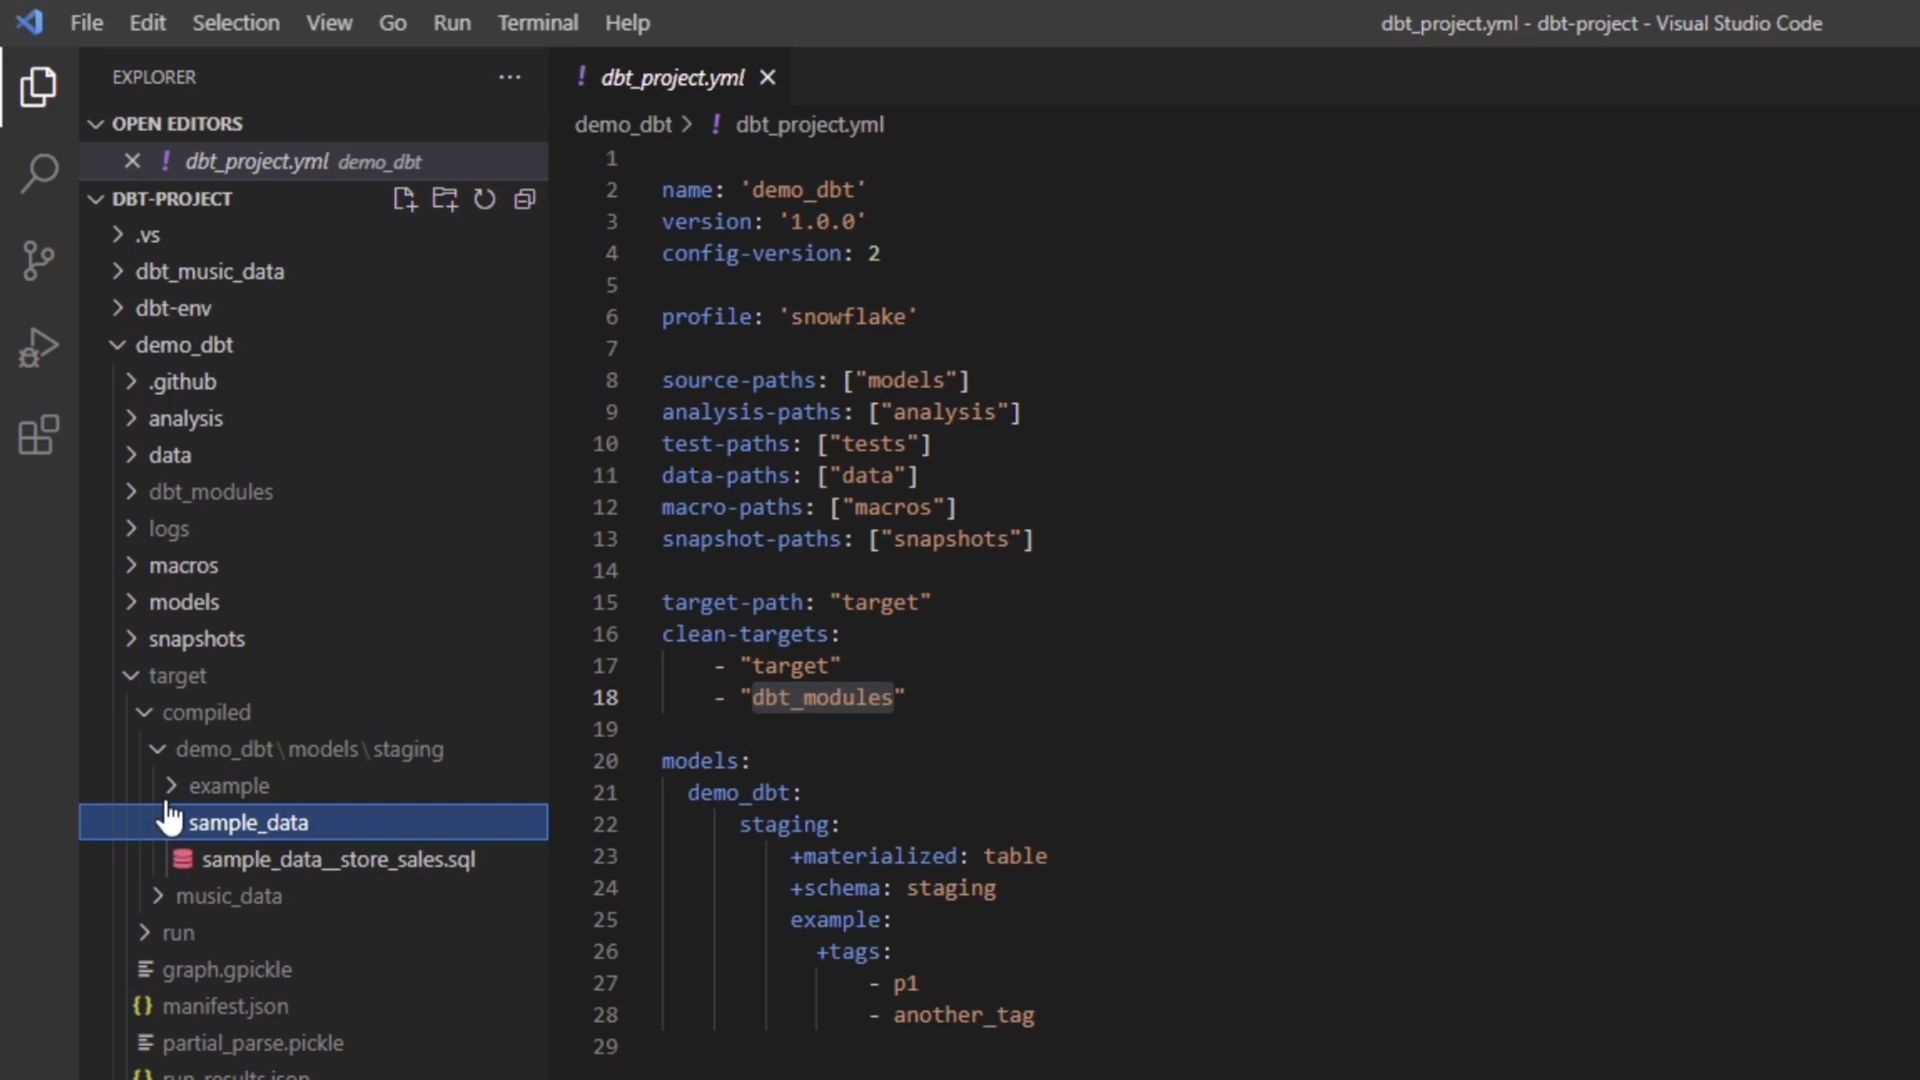 File Edit Selection View Go Run Terminal Help
dbt_project.yml - dbt-project - Visual Studio Code
EXPLORER
OPEN EDITORS
dbt_project.yml demo_dbt
DBT-PROJECT
.vs
dbt_music_data
dbt-env
demo_dbt
.github
analysis
data
dbt_modules
logs
macros
models
snapshots
target
compiled
demo_dbt\models\staging
example
sample_data
sample_data__store_sales.sql
music_data
run
graph.gpickle
manifest.json
partial_parse.pickle
run_results.json
! dbt_project.yml
demo_dbt > ! dbt_project.yml
1
2 name: 'demo_dbt'
3 version: '1.0.0'
4 config-version: 2
5
6 profile: 'snowflake'
7
8 source-paths: ["models"]
9 analysis-paths: ["analysis"]
10 test-paths: ["tests"]
11 data-paths: ["data"]
12 macro-paths: ["macros"]
13 snapshot-paths: ["snapshots"]
14
15 target-path: "target"
16 clean-targets:
17 - "target"
18 - "dbt_modules"
19
20 models:
21 demo_dbt:
22 staging:
23 +materialized: table
24 +schema: staging
25 example:
26 +tags:
27 - p1
28 - another_tag
29